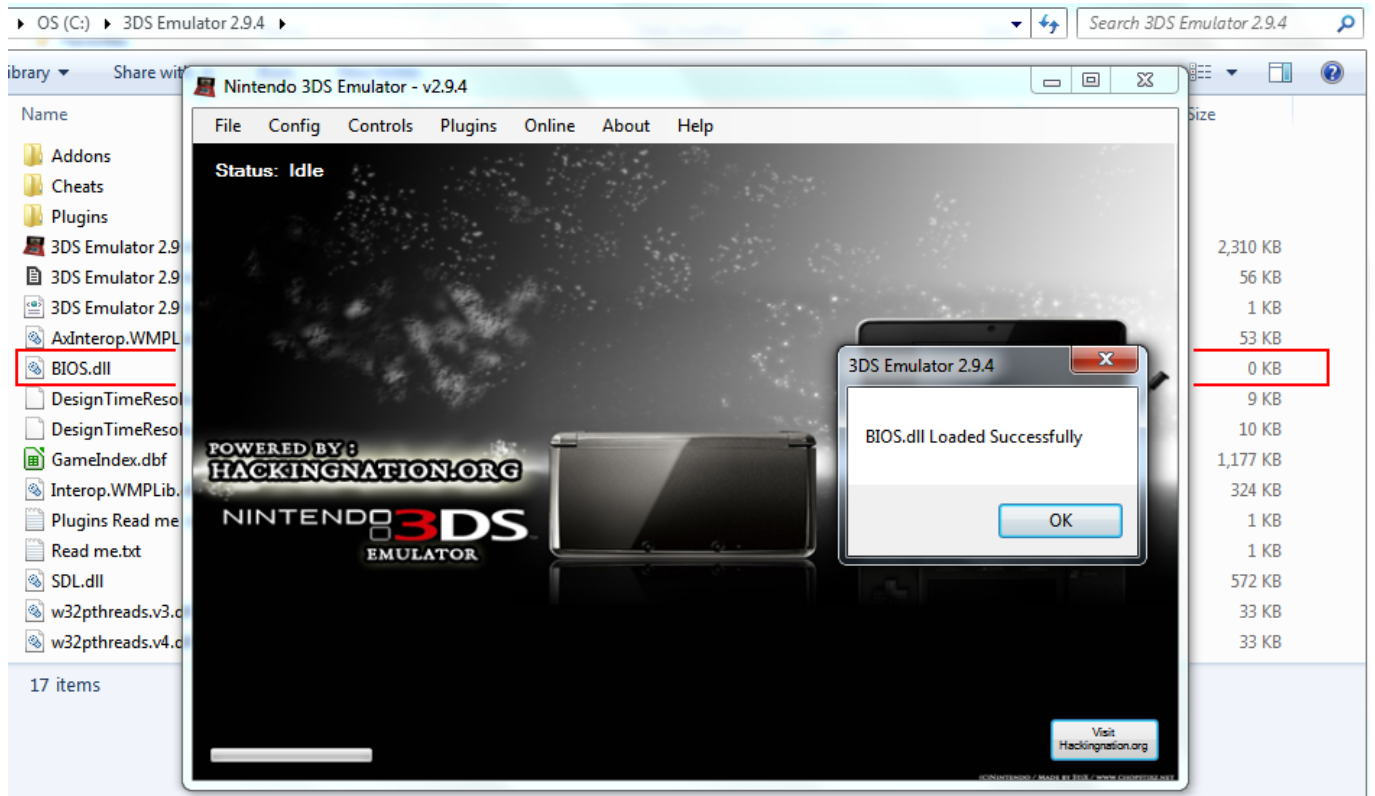 OS (C:) 3DS Emulator 2.9.4
Search 3DS Emulator 2.9.4
ibrary Share wit
Nintendo 3DS Emulator - v2.9.4
Name
Size
File Config Controls Plugins Online About Help
Status: Idle
Addons
Cheats
Plugins
3DS Emulator 2.9 2,310 KB
3DS Emulator 2.9 56 KB
3DS Emulator 2.9 1 KB
AxInterop.WMPL 53 KB
BIOS.dll 0 KB
DesignTimeResol 9 KB
DesignTimeResol 10 KB
GameIndex.dbf 1,177 KB
Interop.WMPLib. 324 KB
Plugins Read me 1 KB
Read me.txt 1 KB
SDL.dll 572 KB
w32pthreads.v3.d 33 KB
w32pthreads.v4.d 33 KB
17 items
3DS Emulator 2.9.4
BIOS.dll Loaded Successfully
OK
POWERED BY :
HACKINGNATION.ORG
NINTENDO 3DS
EMULATOR
Visit
Hackingnation.org
(C)NINTENDO / MADE BY / WWW